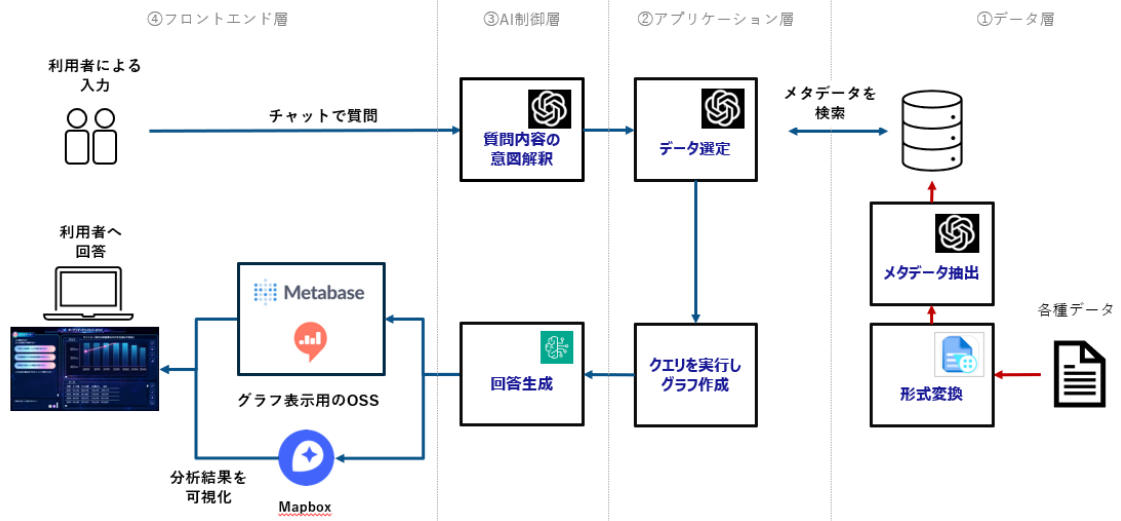 ④フロントエンド層
③AI制御層
②アプリケーション層
①データ層
利用者による
入力
チャットで質問
質問内容の
意図解釈
データ選定
メタデータを
検索
利用者へ
回答
メタデータ抽出
各種データ
Metabase
グラフ表示用のOSS
回答生成
クエリを実行し
グラフ作成
形式変換
分析結果を
可視化
Mapbox